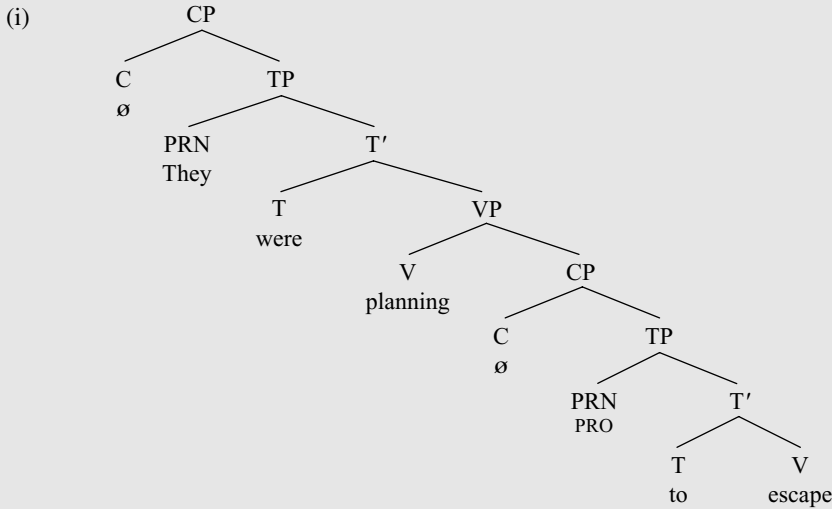 (i) CP
C TP
ø
PRN T′
They
T VP
were
V CP
planning
C TP
ø
PRN T′
PRO
T V
to escape